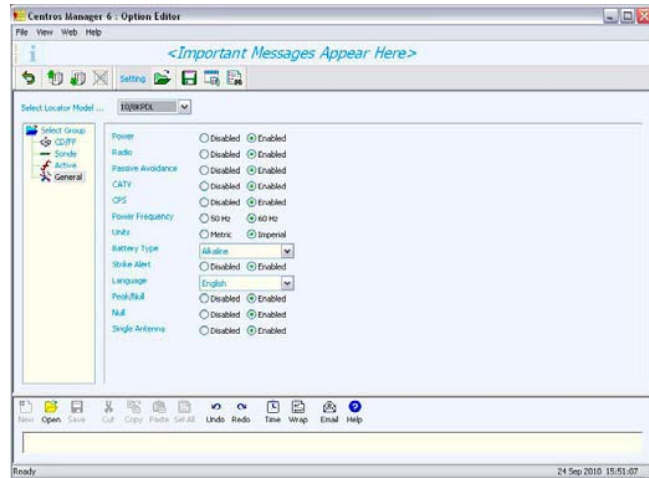 Centros Manager 6 : Option Editor
File View Web Help
<Important Messages Appear Here>
Setting
Select Locator Model ...
Select Group
CD/FF
Sonde
Active
General
Power Disabled Enabled
Radio Disabled Enabled
Passive Avoidance Disabled Enabled
CATV Disabled Enabled
CPS Disabled Enabled
Power Frequency 50 Hz 60 Hz
Units Metric Imperial
Battery Type Alkaline
Strike Alert Disabled Enabled
Language English
Peak/Null Disabled Enabled
Null Disabled Enabled
Single Antenna Disabled Enabled
New Open Save Cut Copy Paste Sel All Undo Redo Time Wrap Email Help
Ready 24 Sep 2010 15:51:07